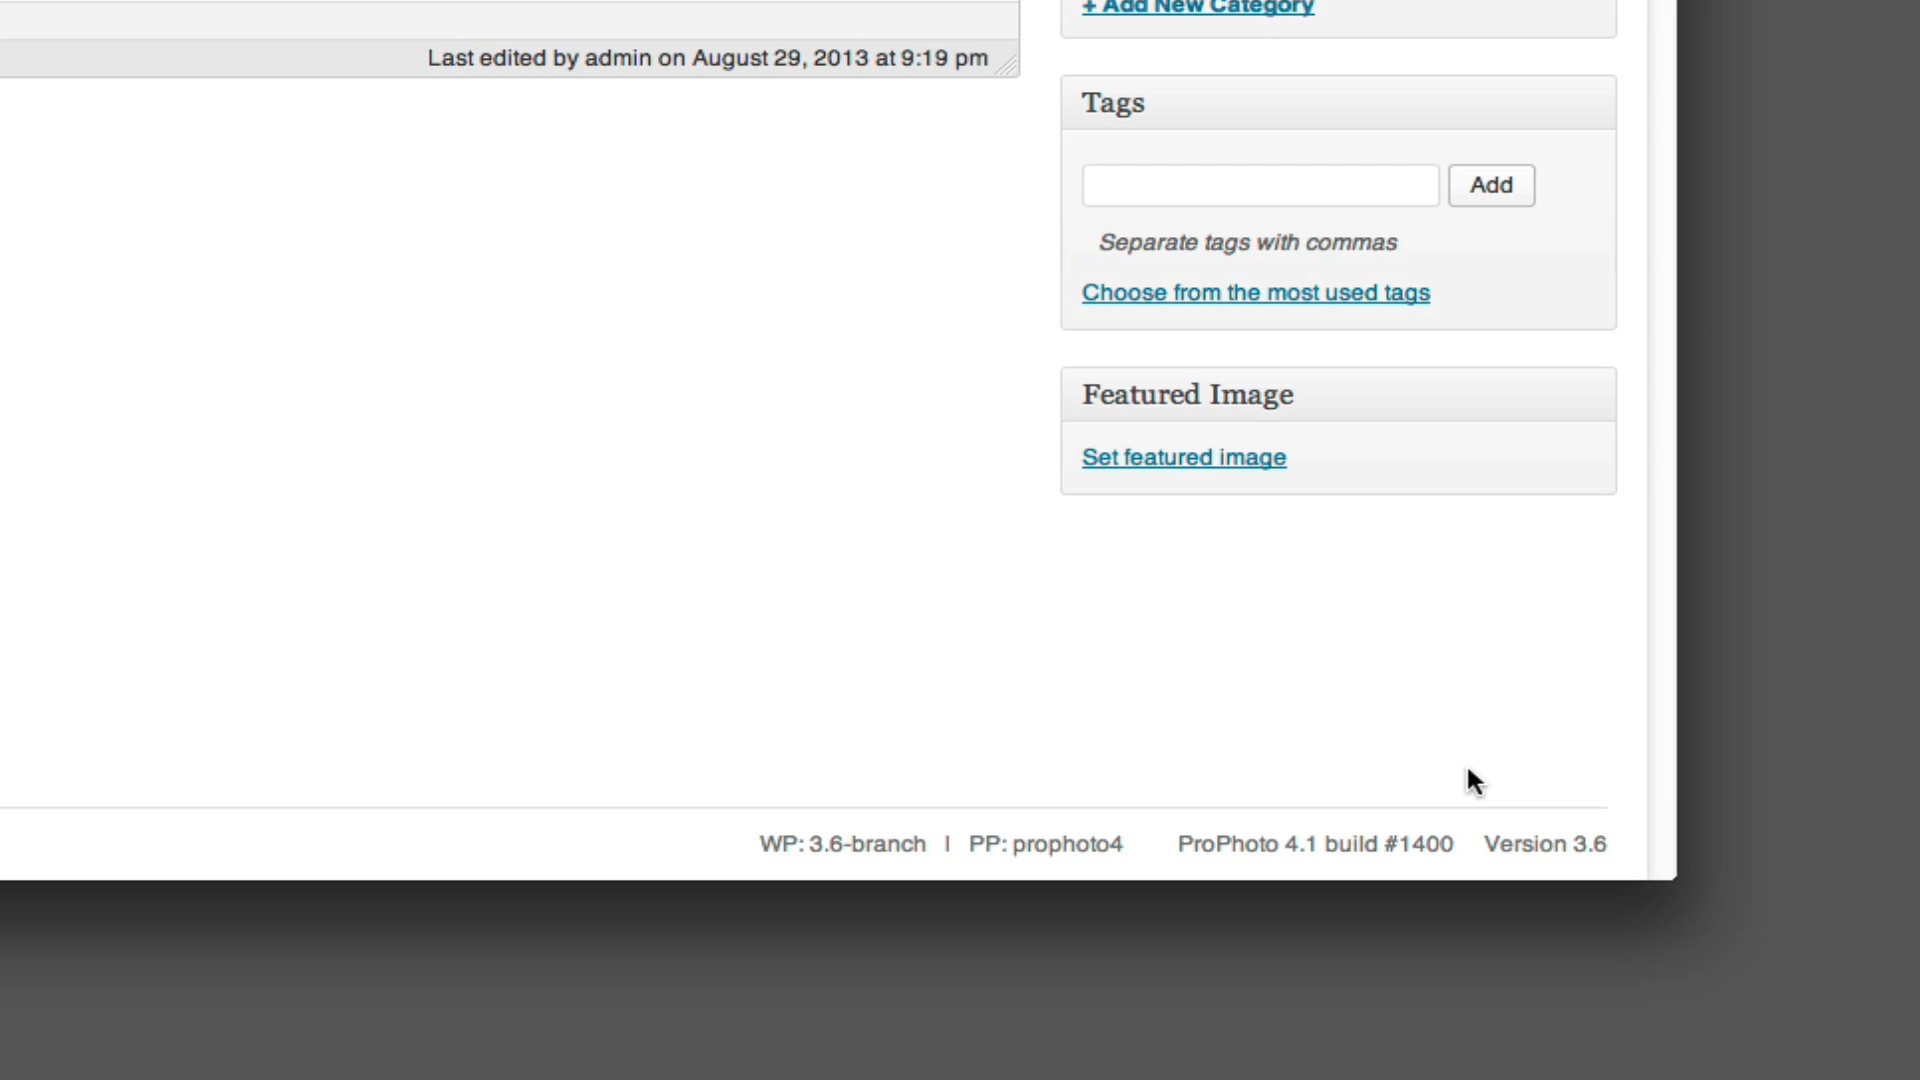 + Add New Category
Last edited by admin on August 29, 2013 at 9:19 pm
Tags
Add
Separate tags with commas
Choose from the most used tags
Featured Image
Set featured image
WP: 3.6-branch | PP: prophoto4 ProPhoto 4.1 build #1400 Version 3.6